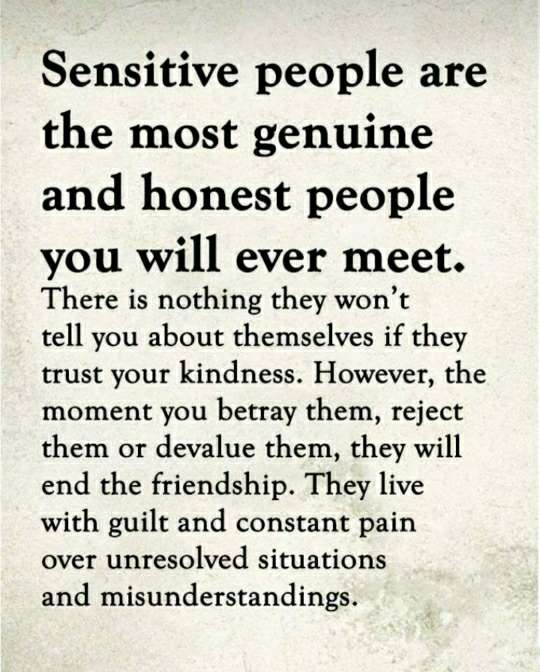 Sensitive people are
the most genuine
and honest people
you will ever meet.
There is nothing they won’t
tell you about themselves if they
trust your kindness. However, the
moment you betray them, reject
them or devalue them, they will
end the friendship. They live
with guilt and constant pain
over unresolved situations
and misunderstandings.